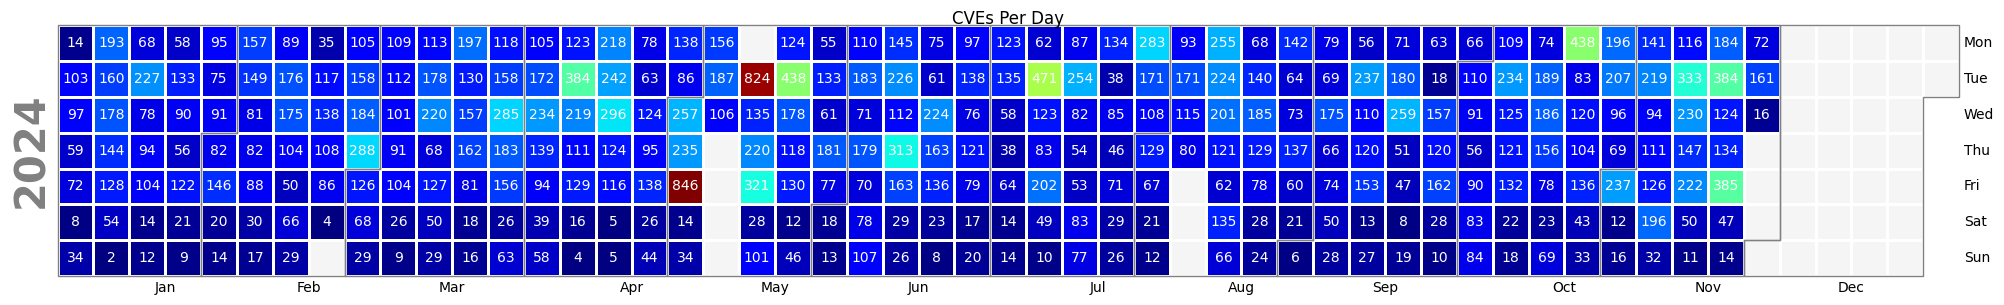 CVEs Per Day
14 193 68 58 95 157 89 35 105 109 113 197 118 105 123 218 78 138 156 124 55 110 145 75 97 123 62 87 134 283 93 255 68 142 79 56 71 63 66 109 74 438 196 141 116 184 72 Mon
103 160 227 133 75 149 176 117 158 112 178 130 158 172 384 242 63 86 187 824 438 133 183 226 61 138 135 471 254 38 171 171 224 140 64 69 237 180 18 110 234 189 83 207 219 333 384 161 Tue
97 178 78 90 91 81 175 138 184 101 220 157 285 234 219 296 124 257 106 135 178 61 71 112 224 76 58 123 82 85 108 115 201 185 73 175 110 259 157 91 125 186 120 96 94 230 124 16 Wed
59 144 94 56 82 82 104 108 288 91 68 162 183 139 111 124 95 235 220 118 181 179 313 163 121 38 83 54 46 129 80 121 129 137 66 120 51 120 56 121 156 104 69 111 147 134 Thu
72 128 104 122 146 88 50 86 126 104 127 81 156 94 129 116 138 846 321 130 77 70 163 136 79 64 202 53 71 67 62 78 60 74 153 47 162 90 132 78 136 237 126 222 385 Fri
8 54 14 21 20 30 66 4 68 26 50 18 26 39 16 5 26 14 28 12 18 78 29 23 17 14 49 83 29 21 135 28 21 50 13 8 28 83 22 23 43 12 196 50 47 Sat
34 2 12 9 14 17 29 29 9 29 16 63 58 4 5 44 34 101 46 13 107 26 8 20 14 10 77 26 12 66 24 6 28 27 19 10 84 18 69 33 16 32 11 14 Sun
2024
Jan Feb Mar Apr May Jun Jul Aug Sep Oct Nov Dec